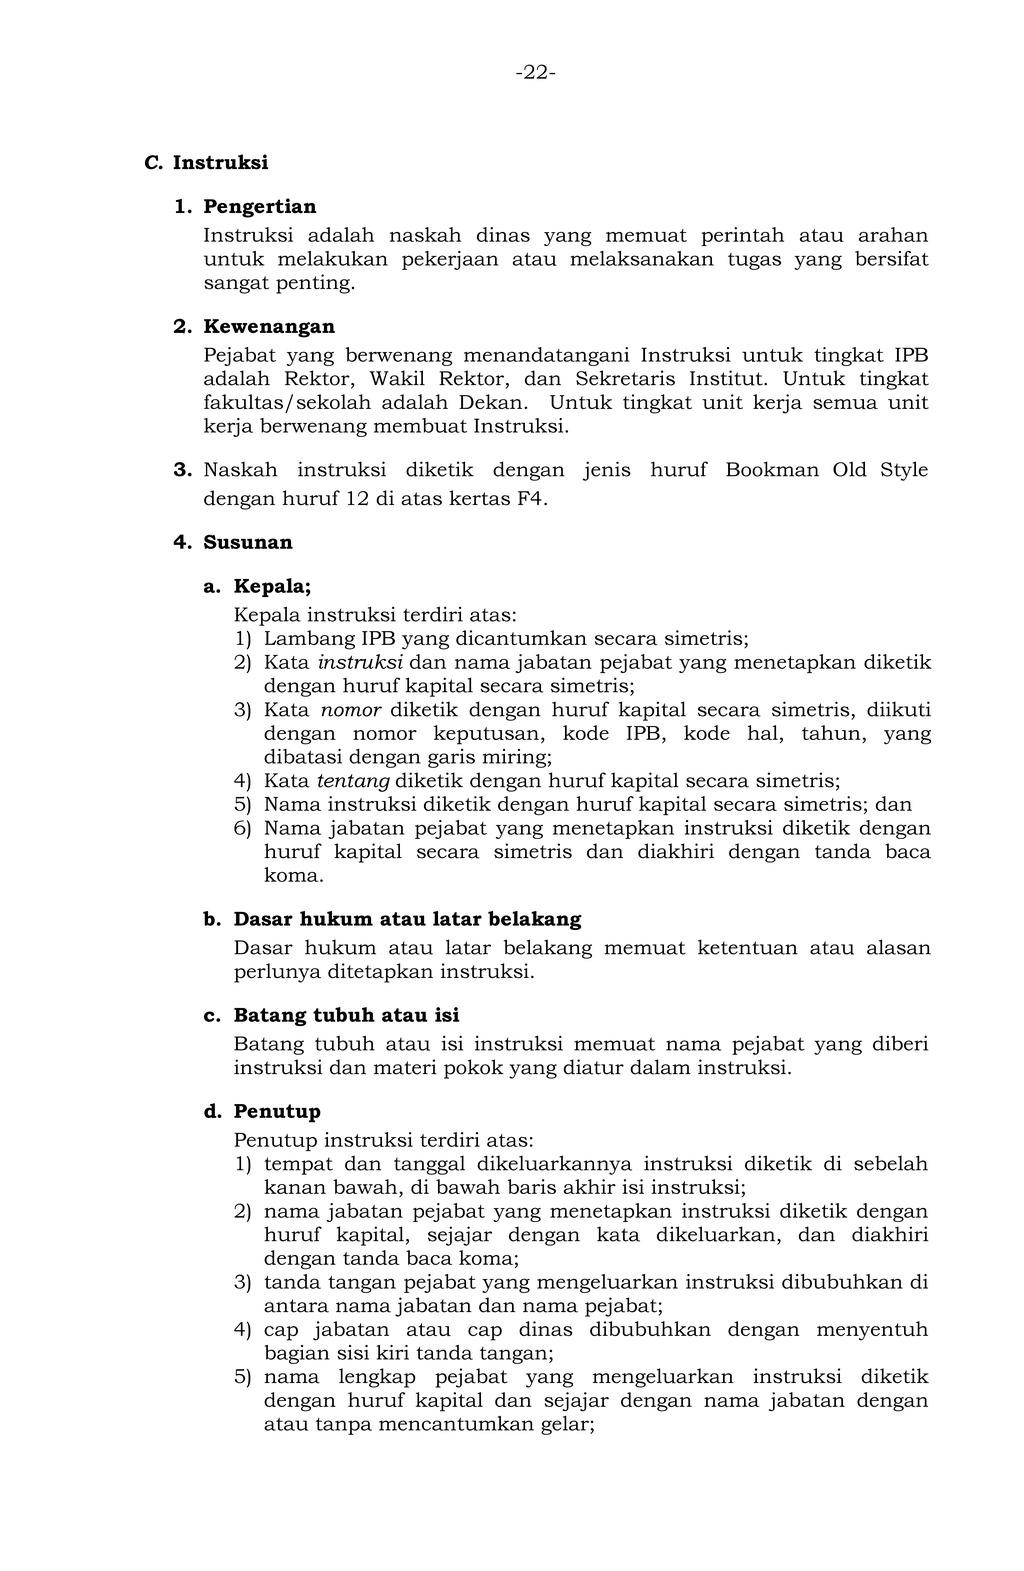 -22-
C. Instruksi
1. Pengertian
Instruksi adalah naskah dinas yang memuat perintah atau arahan
untuk melakukan pekerjaan atau melaksanakan tugas yang bersifat
sangat penting.
2. Kewenangan
Pejabat yang berwenang menandatangani Instruksi untuk tingkat IPB
adalah Rektor, Wakil Rektor, dan Sekretaris Institut. Untuk tingkat
fakultas/sekolah adalah Dekan. Untuk tingkat unit kerja semua unit
kerja berwenang membuat Instruksi.
3. Naskah instruksi diketik dengan jenis huruf Bookman Old Style
dengan huruf 12 di atas kertas F4.
4. Susunan
a. Kepala;
Kepala instruksi terdiri atas:
1) Lambang IPB yang dicantumkan secara simetris;
2) Kata instruksi dan nama jabatan pejabat yang menetapkan diketik
dengan huruf kapital secara simetris;
3) Kata nomor diketik dengan huruf kapital secara simetris, diikuti
dengan nomor keputusan, kode IPB, kode hal, tahun, yang
dibatasi dengan garis miring;
4) Kata tentang diketik dengan huruf kapital secara simetris;
5) Nama instruksi diketik dengan huruf kapital secara simetris; dan
6) Nama jabatan pejabat yang menetapkan instruksi diketik dengan
huruf kapital secara simetris dan diakhiri dengan tanda baca
koma.
b. Dasar hukum atau latar belakang
Dasar hukum atau latar belakang memuat ketentuan atau alasan
perlunya ditetapkan instruksi.
c. Batang tubuh atau isi
Batang tubuh atau isi instruksi memuat nama pejabat yang diberi
instruksi dan materi pokok yang diatur dalam instruksi.
d. Penutup
Penutup instruksi terdiri atas:
1) tempat dan tanggal dikeluarkannya instruksi diketik di sebelah
kanan bawah, di bawah baris akhir isi instruksi;
2) nama jabatan pejabat yang menetapkan instruksi diketik dengan
huruf kapital, sejajar dengan kata dikeluarkan, dan diakhiri
dengan tanda baca koma;
3) tanda tangan pejabat yang mengeluarkan instruksi dibubuhkan di
antara nama jabatan dan nama pejabat;
4) cap jabatan atau cap dinas dibubuhkan dengan menyentuh
bagian sisi kiri tanda tangan;
5) nama lengkap pejabat yang mengeluarkan instruksi diketik
dengan huruf kapital dan sejajar dengan nama jabatan dengan
atau tanpa mencantumkan gelar;